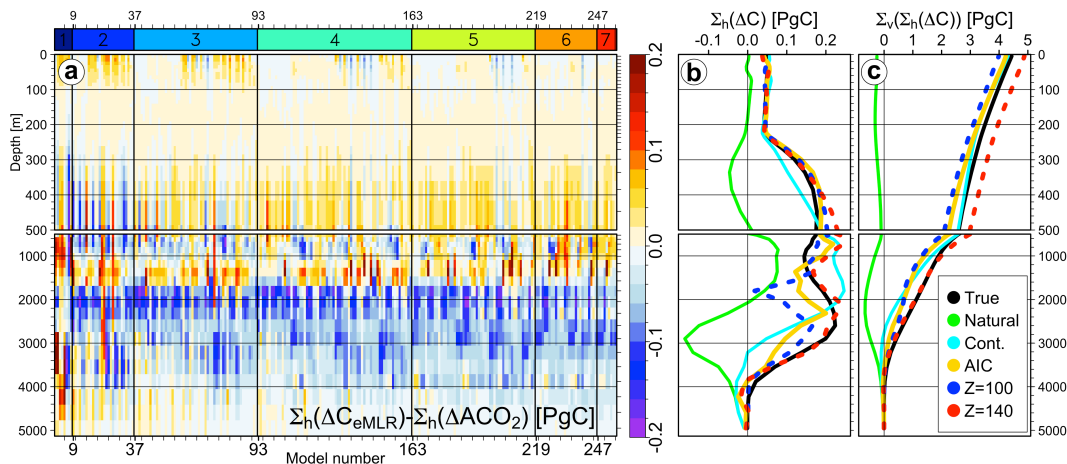 9 37 93 163 219 247
1 2 3 4 5 6 7
a
Depth [m]
0
100
200
300
400
500
1000
2000
3000
4000
5000
Σh(ΔCeMLR)-Σh(ΔACO2) [PgC]
9 37 93 163 219 247
Model number
0.2
0.1
0.0
-0.1
-0.2
Σh(ΔC) [PgC]
-0.1 0.0 0.1 0.2
b
Σv(Σh(ΔC)) [PgC]
0 1 2 3 4 5
c
0
100
200
300
400
500
1000
2000
3000
4000
5000
True
Natural
Cont.
AIC
Z=100
Z=140